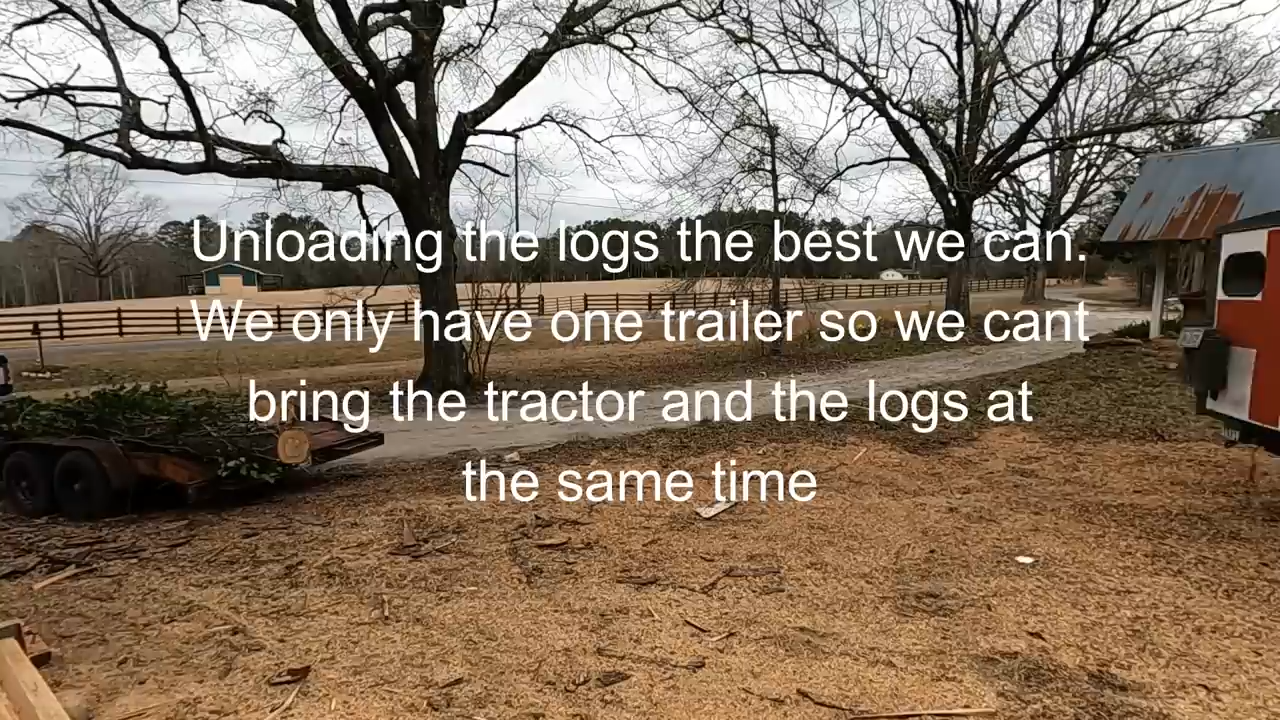 Unloading the logs the best we can.
We only have one trailer so we cant
bring the tractor and the logs at
the same time